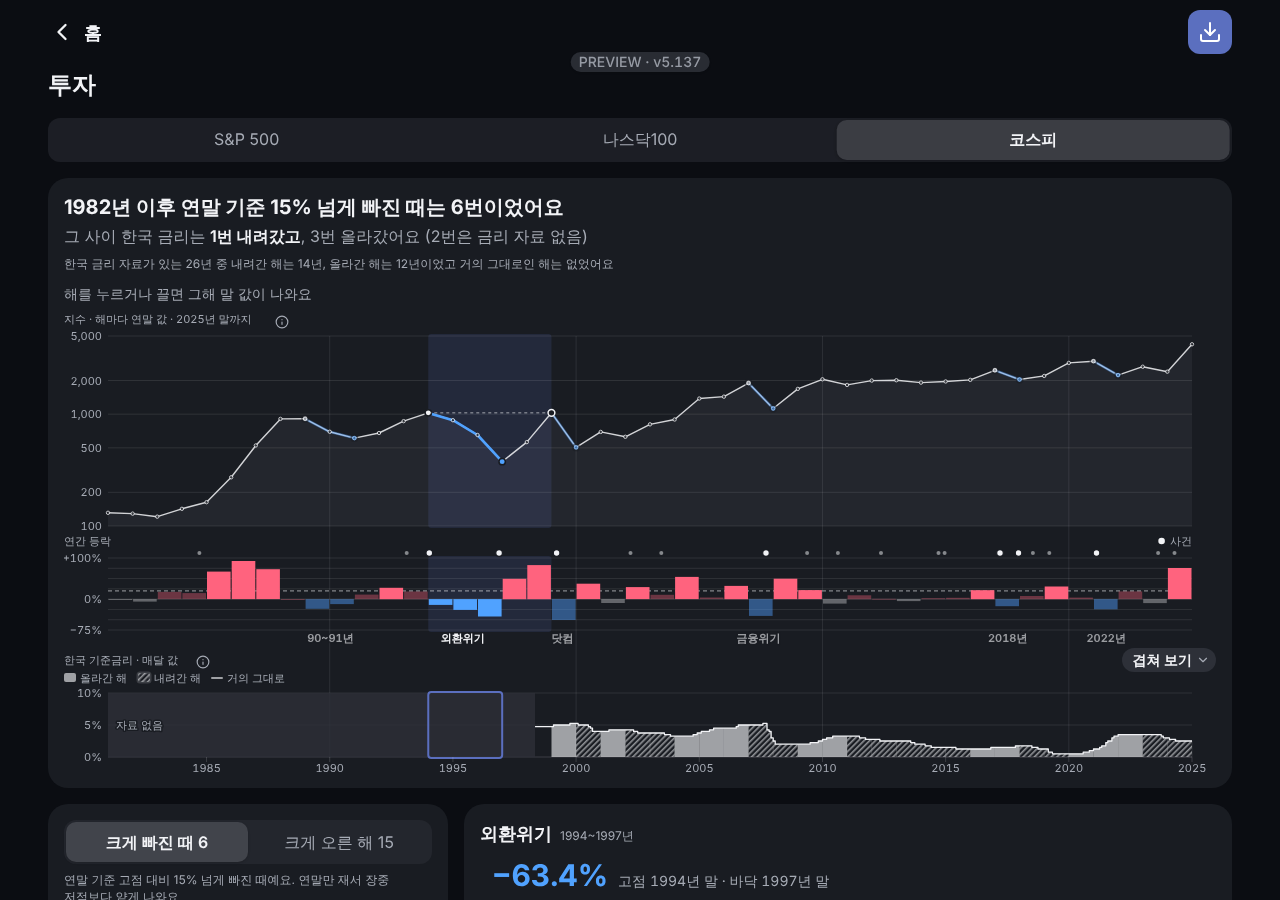 홈
PREVIEW · v5.137
투자
S&P 500
나스닥100
코스피
1982년 이후 연말 기준 15% 넘게 빠진 때는 6번이었어요
그 사이 한국 금리는 1번 내려갔고, 3번 올라갔어요 (2번은 금리 자료 없음)
한국 금리 자료가 있는 26년 중 내려간 해는 14년, 올라간 해는 12년이었고 거의 그대로인 해는 없었어요
해를 누르거나 끌면 그해 말 값이 나와요
지수 · 해마다 연말 값 · 2025년 말까지
5,000
2,000
1,000
500
200
100
연간 등락
사건
+100%
0%
−75%
90~91년
외환위기
닷컴
금융위기
2018년
2022년
한국 기준금리 · 매달 값
겹쳐 보기
올라간 해
내려간 해
거의 그대로
10%
5%
0%
자료 없음
1985
1990
1995
2000
2005
2010
2015
2020
2025
크게 빠진 때 6
크게 오른 해 15
연말 기준 고점 대비 15% 넘게 빠진 때예요. 연말만 재서 장중
저점보다 얕게 나와요
외환위기 1994~1997년
−63.4% 고점 1994년 말 · 바닥 1997년 말